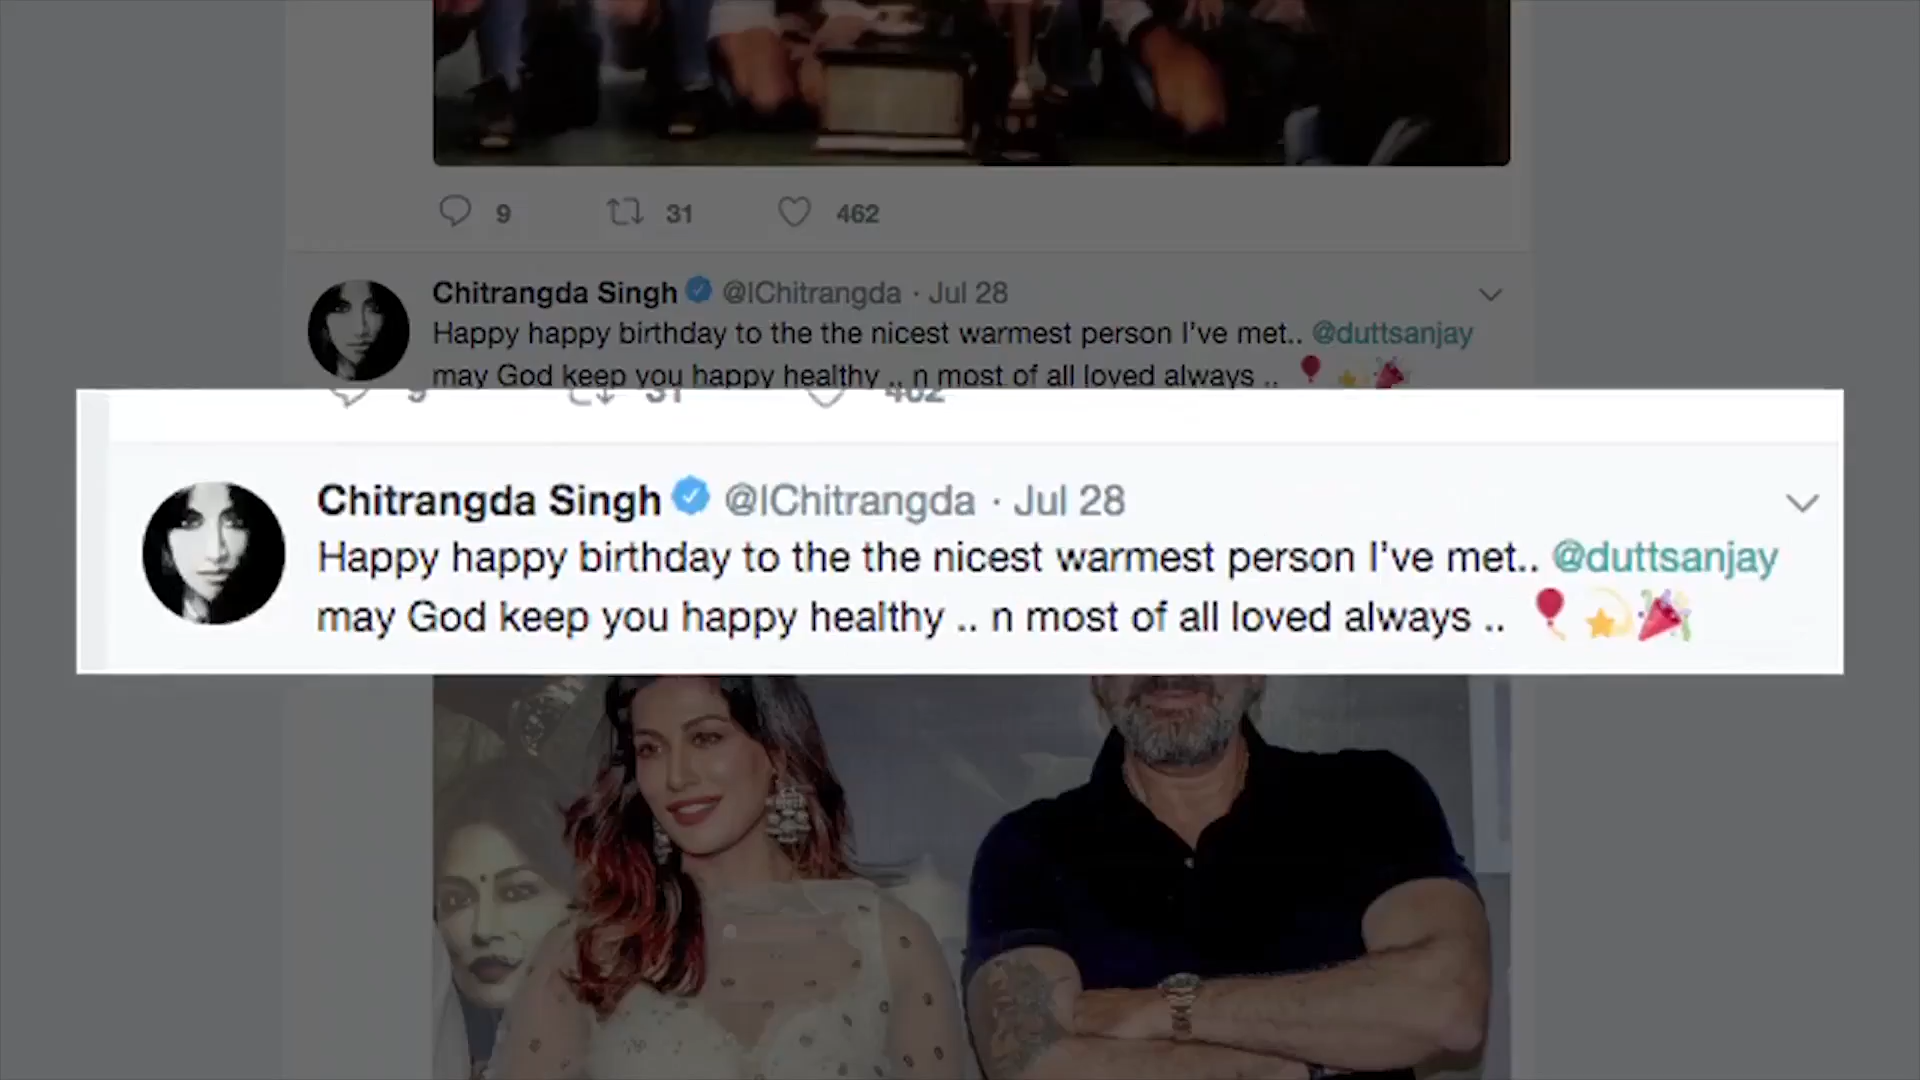 9 31 462
Chitrangda Singh @IChitrangda · Jul 28
Happy happy birthday to the the nicest warmest person I've met.. @duttsanjay
may God keep you happy healthy .. n most of all loved always .. 🎈💫🎉
9 31 462
Chitrangda Singh @IChitrangda · Jul 28
Happy happy birthday to the the nicest warmest person I've met.. @duttsanjay
may God keep you happy healthy .. n most of all loved always .. 🎈💫🎉